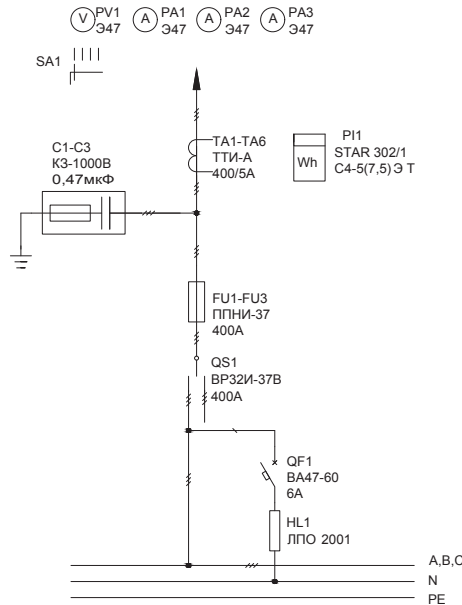 V PV1 A PA1 A PA2 A PA3
Э47 Э47 Э47 Э47
SA1
TA1-TA6
ТТИ-А
400/5А
PI1
STAR 302/1
C4-5(7,5) Э Т
Wh
C1-C3
К3-1000В
0,47мкФ
FU1-FU3
ППНИ-37
400А
QS1
ВР32И-37В
400А
QF1
ВА47-60
6А
HL1
ЛПО 2001
A,B,C
N
PE